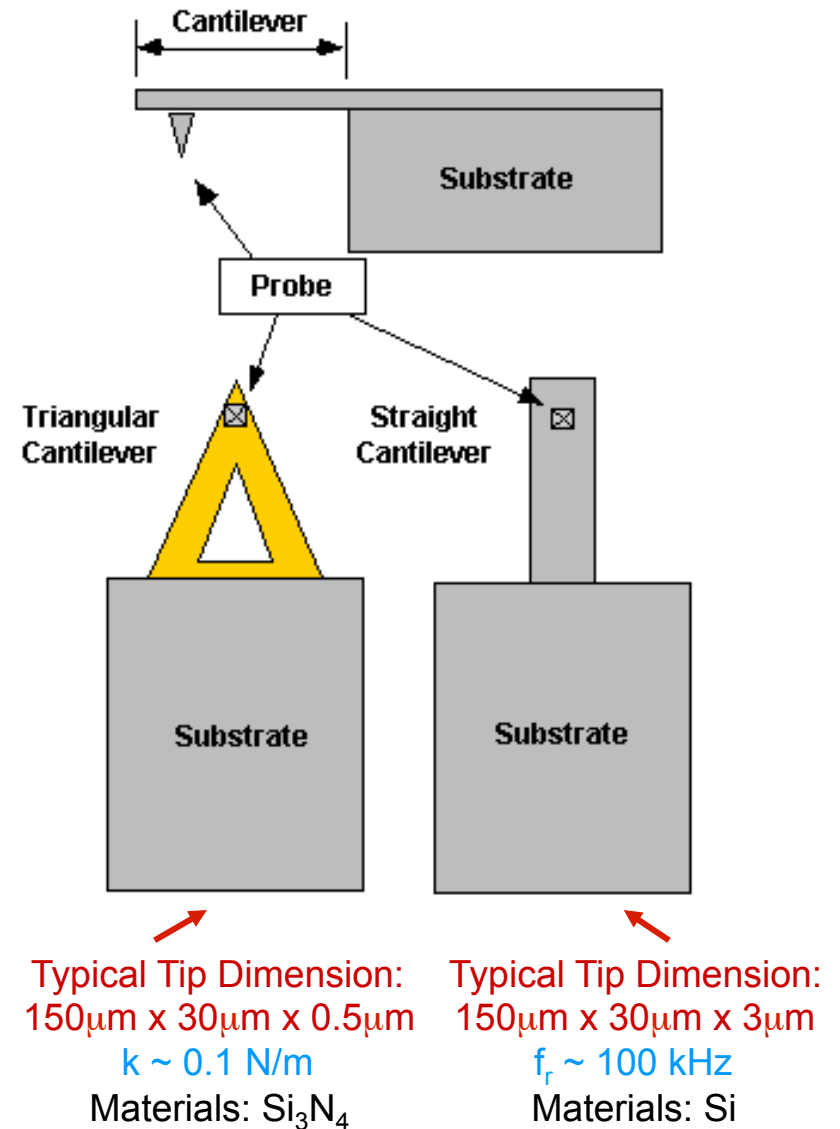 Cantilever
Substrate
Probe
Triangular
Cantilever
Straight
Cantilever
Substrate
Substrate
Typical Tip Dimension:
150μm x 30μm x 0.5μm
k ~ 0.1 N/m
Materials: Si₃N₄
Typical Tip Dimension:
150μm x 30μm x 3μm
fᵣ ~ 100 kHz
Materials: Si